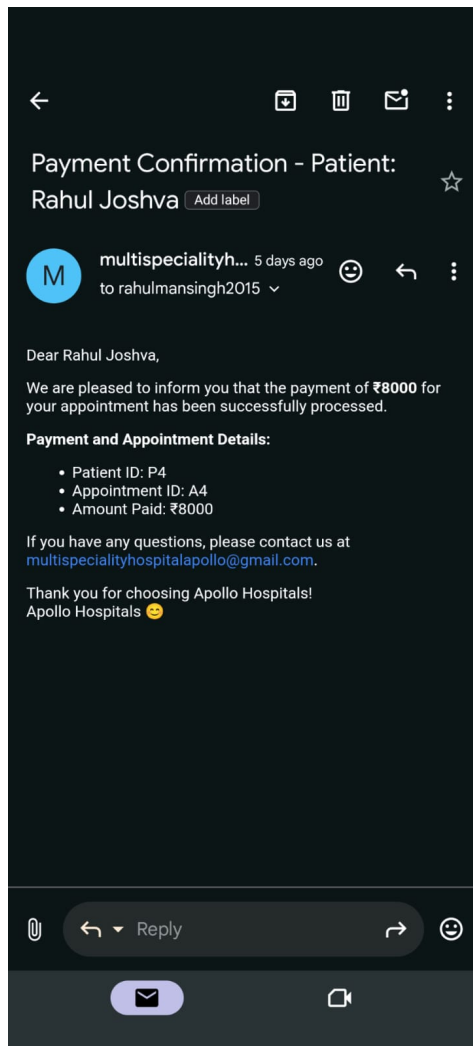 Payment Confirmation - Patient:
Rahul Joshva Add label
multispecialityh... 5 days ago
to rahulmansingh2015
M
Dear Rahul Joshva,
We are pleased to inform you that the payment of ₹8000 for
your appointment has been successfully processed.
Payment and Appointment Details:
• Patient ID: P4
• Appointment ID: A4
• Amount Paid: ₹8000
If you have any questions, please contact us at
multispecialityhospitalapollo@gmail.com.
Thank you for choosing Apollo Hospitals!
Apollo Hospitals 😊
Reply